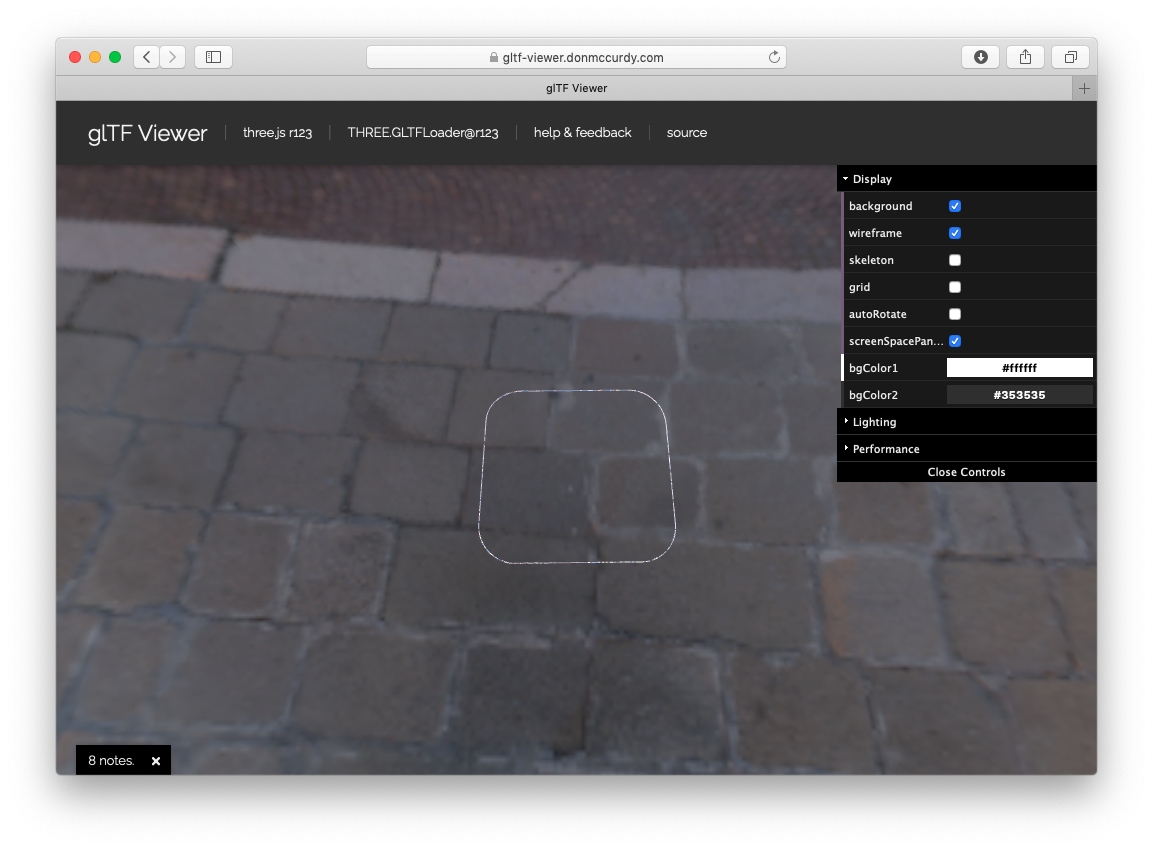 gltf-viewer.donmccurdy.com
glTF Viewer
glTF Viewer
three.js r123
THREE.GLTFLoader@r123
help & feedback
source
Display
background
wireframe
skeleton
grid
autoRotate
screenSpacePan...
bgColor1 #ffffff
bgColor2 #353535
Lighting
Performance
Close Controls
8 notes. ×